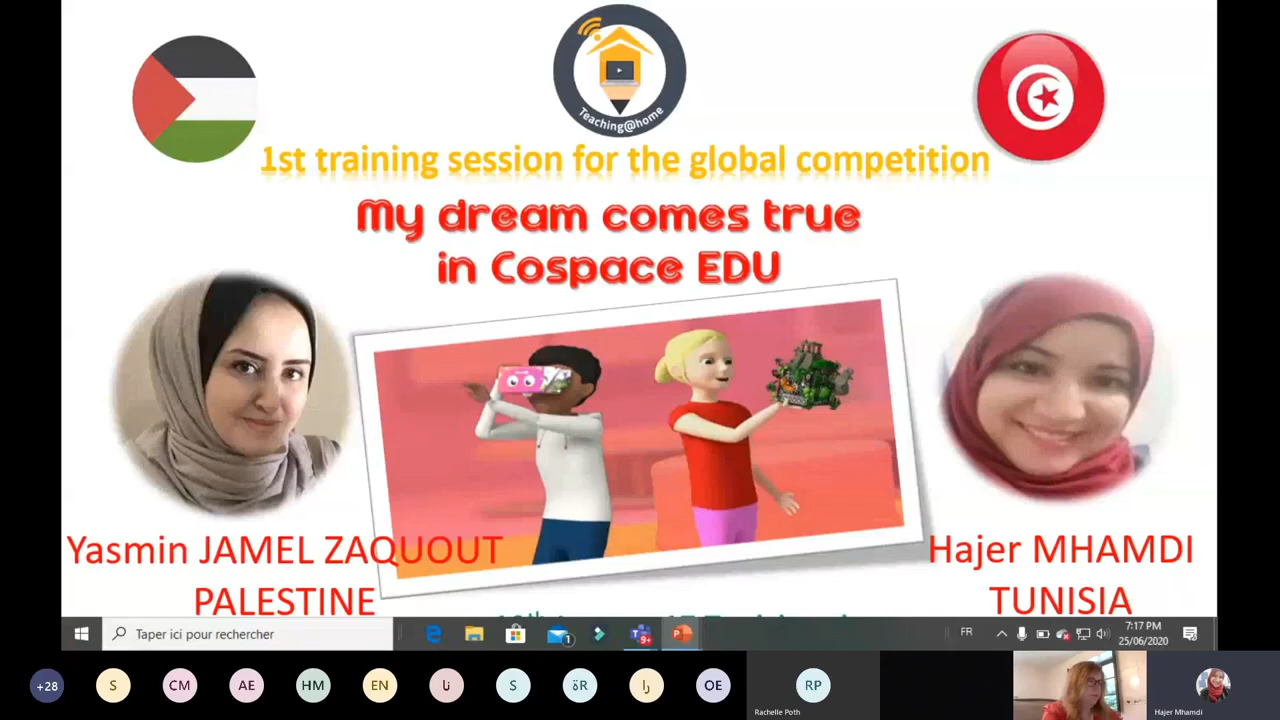 Teaching@home
1st training session for the global competition
My dream comes true
in Cospace EDU
Yasmin JAMEL ZAQUOUT
PALESTINE
Hajer MHAMDI
TUNISIA
Taper ici pour rechercher
1
9+
FR
7:17 PM
25/06/2020
+28
S
CM
AE
HM
EN
S
OE
RP
Rachelle Poth
Hajer Mhamdi